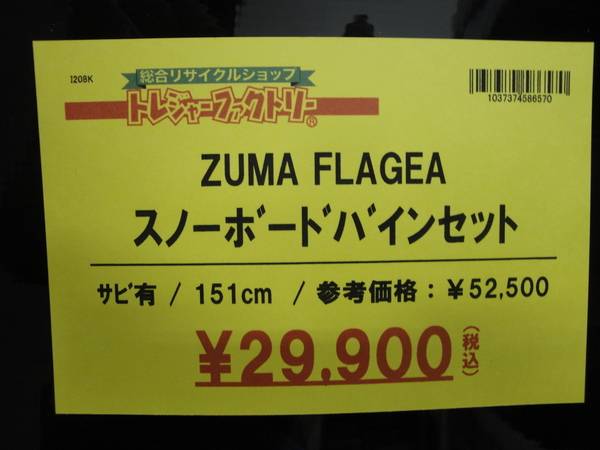 I208K
総合リサイクルショップ
トレジャーファクトリー®
1037374586570
ZUMA FLAGEA
スノーボードバインセット
サビ有 / 151cm / 参考価格：￥52,500
￥29,900(税込)